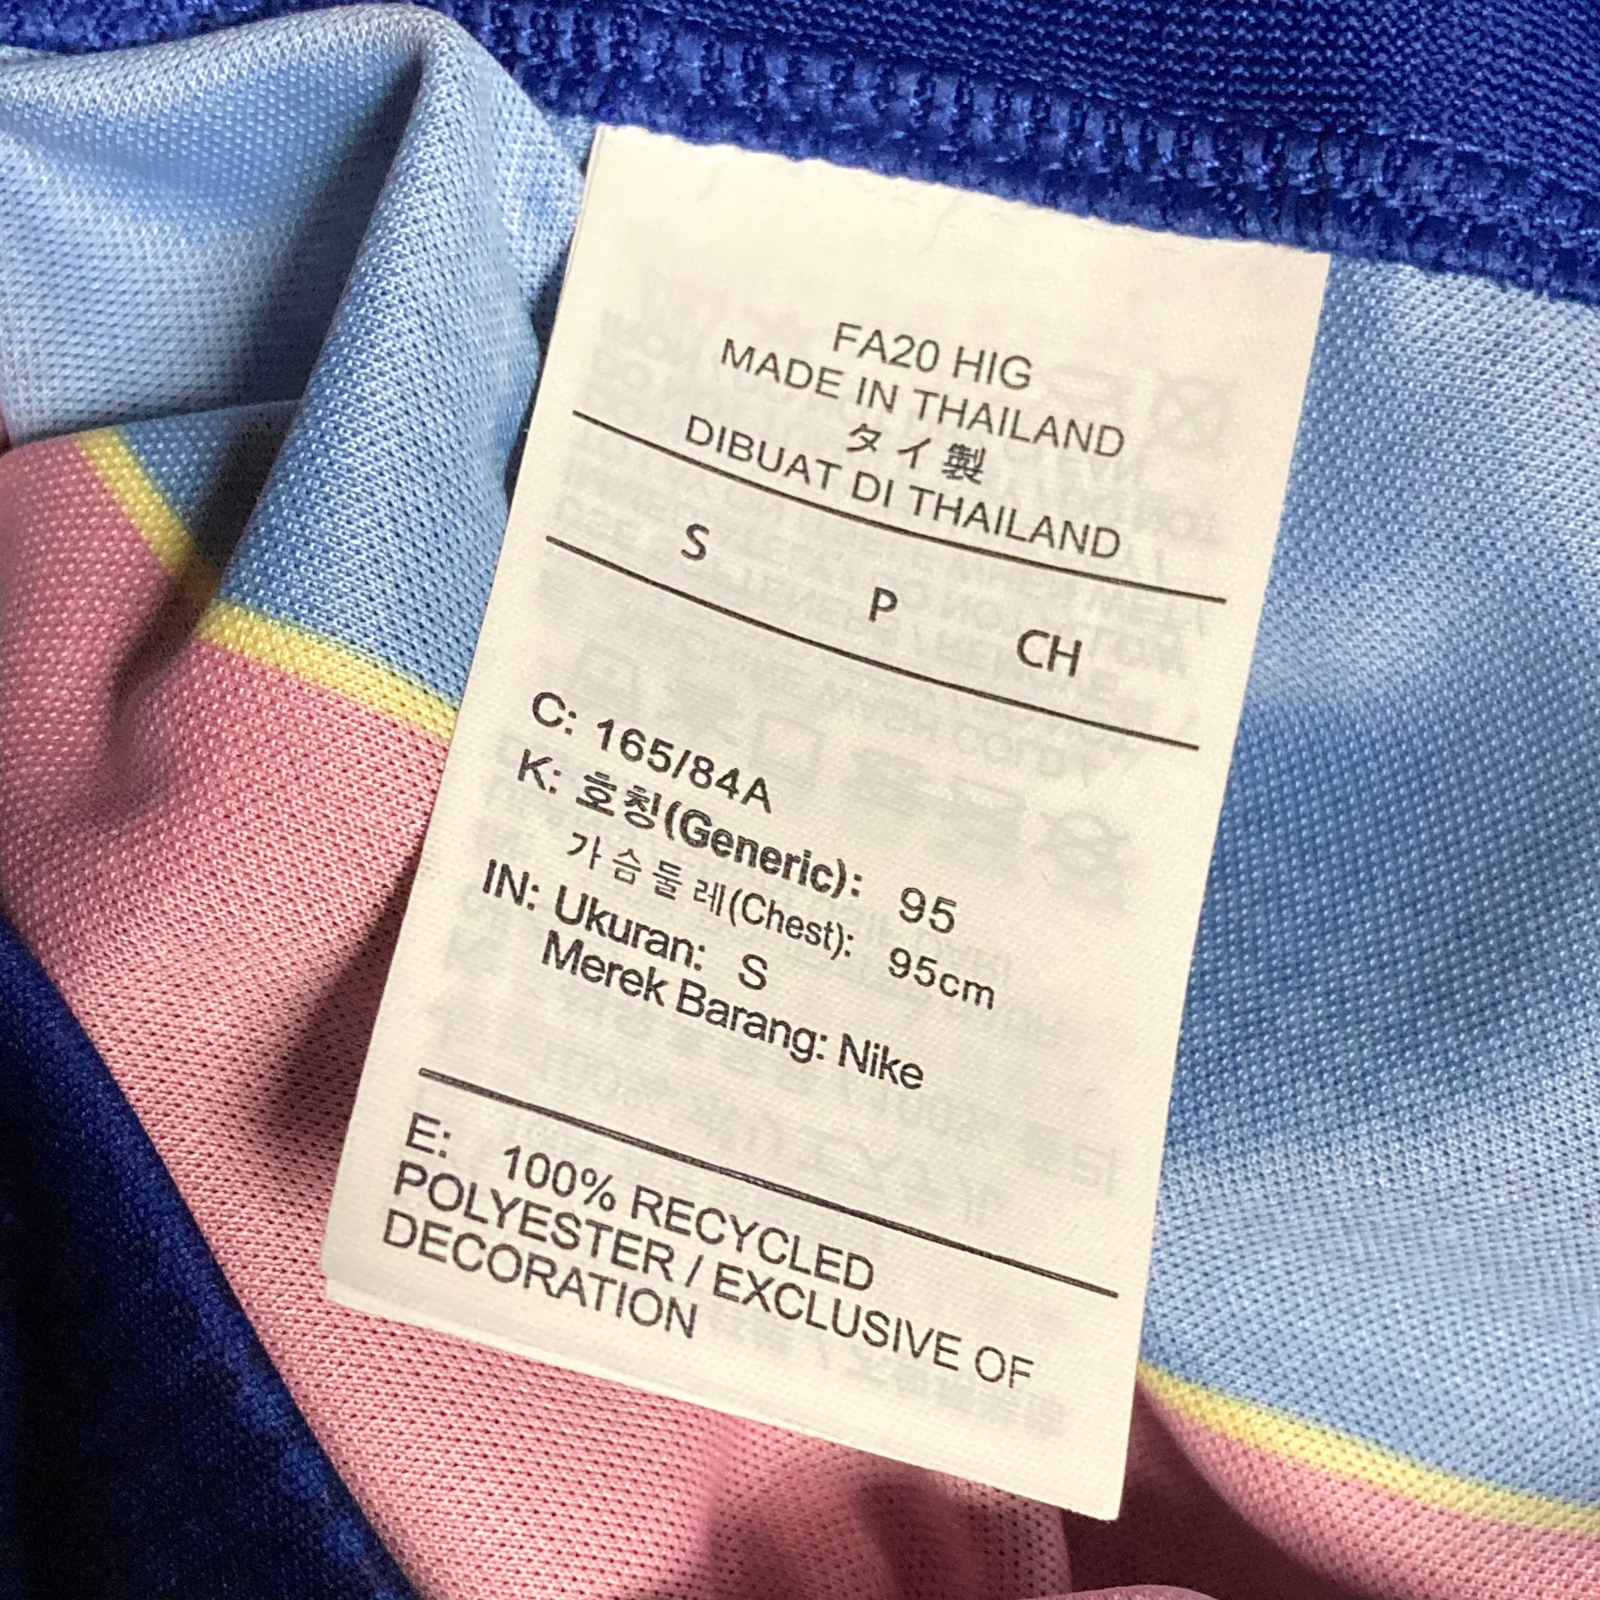 FA20 HIG
MADE IN THAILAND
タイ製
DIBUAT DI THAILAND
S P CH
C: 165/84A
K: 호칭(Generic): 95
가슴둘레(Chest): 95cm
IN: Ukuran: S
Merek Barang: Nike
E: 100% RECYCLED
POLYESTER / EXCLUSIVE OF
DECORATION